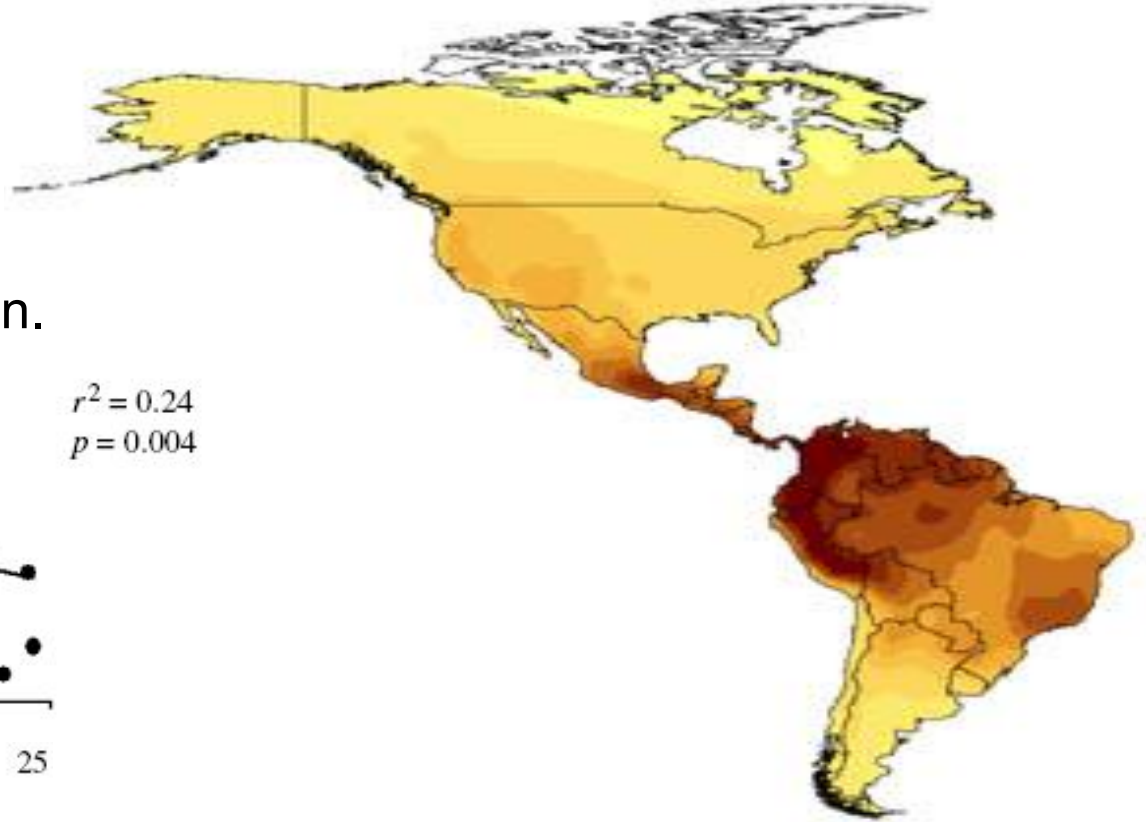 n.
r² = 0.24
p = 0.004
25